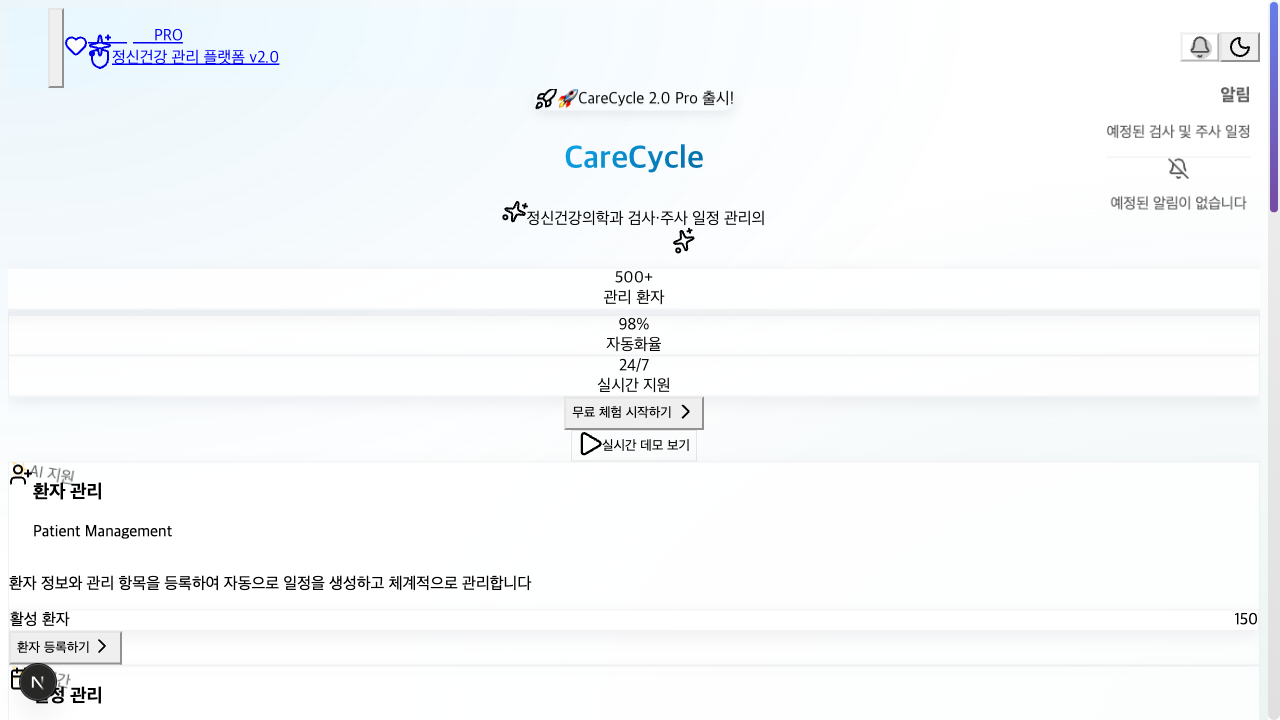 PRO
정신건강 관리 플랫폼 v2.0
🚀CareCycle 2.0 Pro 출시!
알림
예정된 검사 및 주사 일정
예정된 알림이 없습니다
CareCycle
정신건강의학과 검사·주사 일정 관리의
500+
관리 환자
98%
자동화율
24/7
실시간 지원
무료 체험 시작하기
실시간 데모 보기
AI 지원
환자 관리
Patient Management
환자 정보와 관리 항목을 등록하여 자동으로 일정을 생성하고 체계적으로 관리합니다
활성 환자
150
환자 등록하기
N
관리